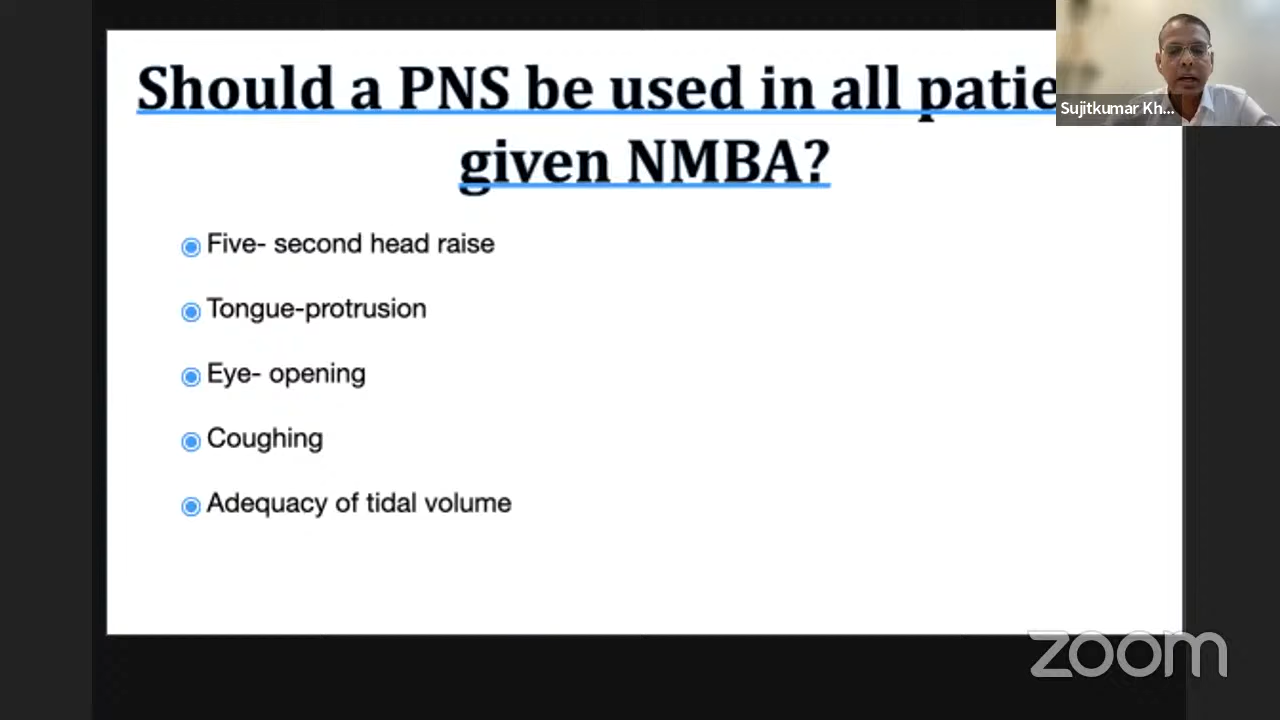 Should a PNS be used in all patie
given NMBA?
Five- second head raise
Tongue-protrusion
Eye- opening
Coughing
Adequacy of tidal volume
Sujitkumar Kh...
zoom